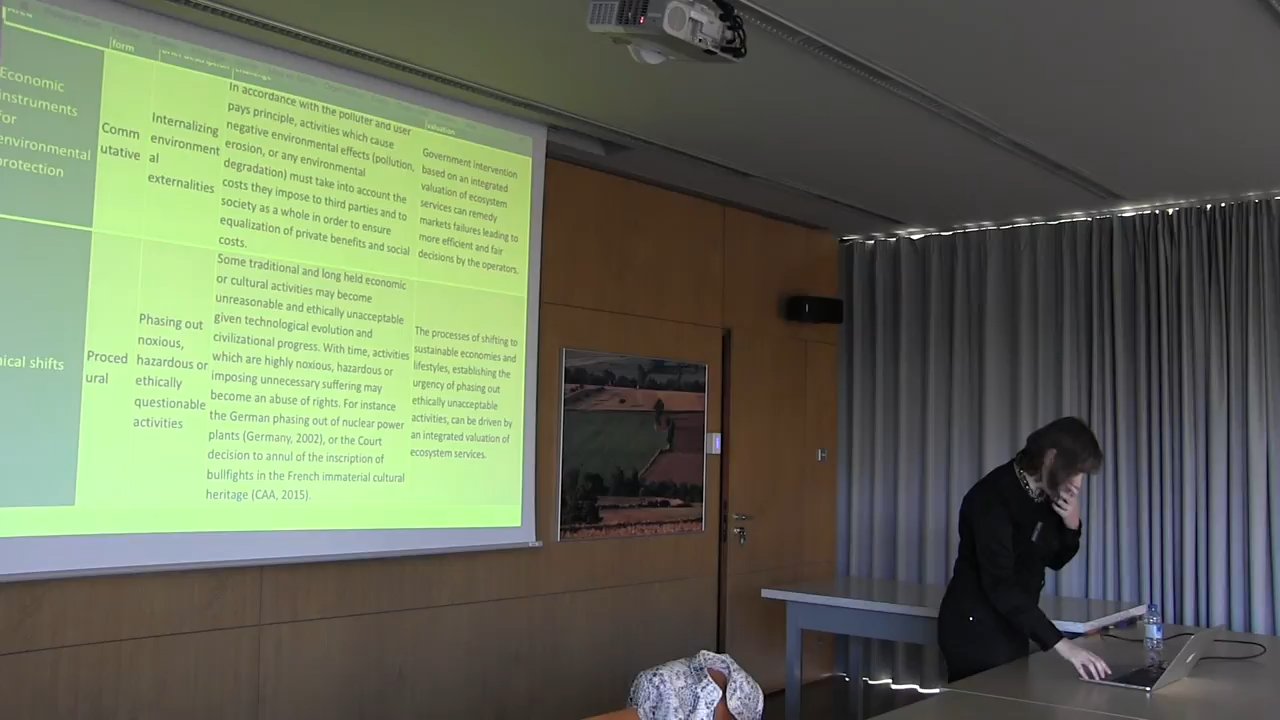 form
Economic
instruments
for
environmental
protection
Comm
utative
Internalizing
environment
al
externalities
In accordance with the polluter and user
pays principle, activities which cause
negative environmental effects (pollution,
erosion, or any environmental
degradation) must take into account the
costs they impose to third parties and to
society as a whole in order to ensure
equalization of private benefits and social
costs.
valuation
Government intervention
based on an integrated
valuation of ecosystem
services can remedy
markets failures leading to
more efficient and fair
decisions by the operators.
ical shifts
Proced
ural
Phasing out
noxious,
hazardous or
ethically
questionable
activities
Some traditional and long held economic
or cultural activities may become
unreasonable and ethically unacceptable
given technological evolution and
civilizational progress. With time, activities
which are highly noxious, hazardous or
imposing unnecessary suffering may
become an abuse of rights. For instance
the German phasing out of nuclear power
plants (Germany, 2002), or the Court
decision to annul of the inscription of
bullfights in the French immaterial cultural
heritage (CAA, 2015).
The processes of shifting to
sustainable economies and
lifestyles, establishing the
urgency of phasing out
ethically unacceptable
activities, can be driven by
an integrated valuation of
ecosystem services.